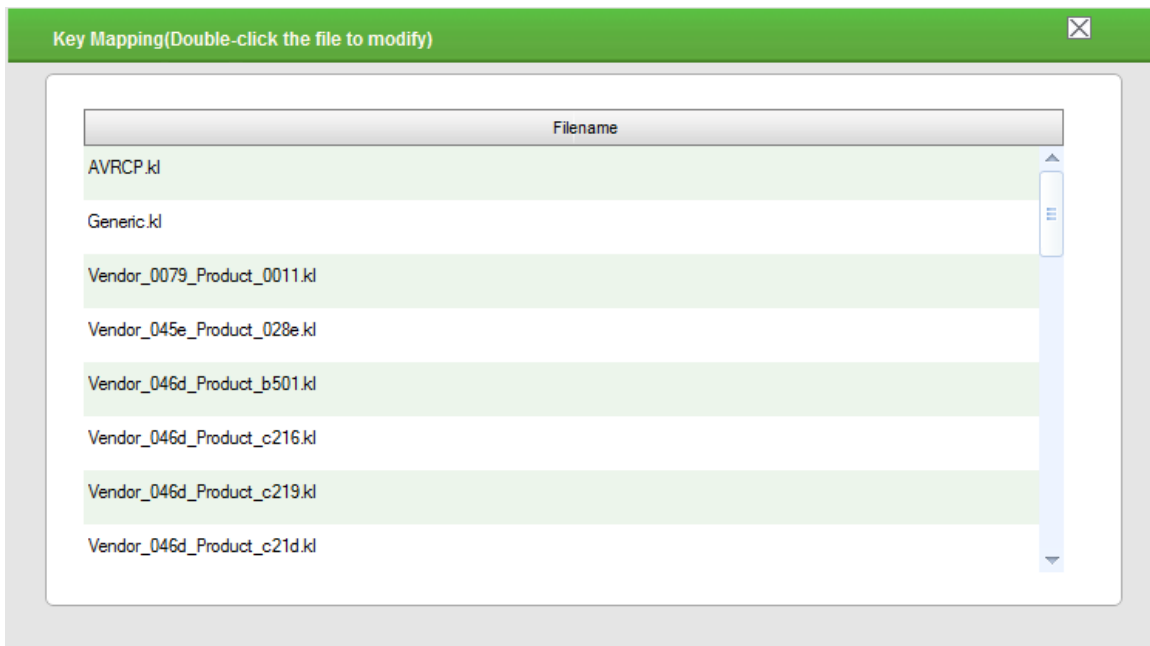 Key Mapping(Double-click the file to modify)
Filename
AVRCP.kl
Generic.kl
Vendor_0079_Product_0011.kl
Vendor_045e_Product_028e.kl
Vendor_046d_Product_b501.kl
Vendor_046d_Product_c216.kl
Vendor_046d_Product_c219.kl
Vendor_046d_Product_c21d.kl